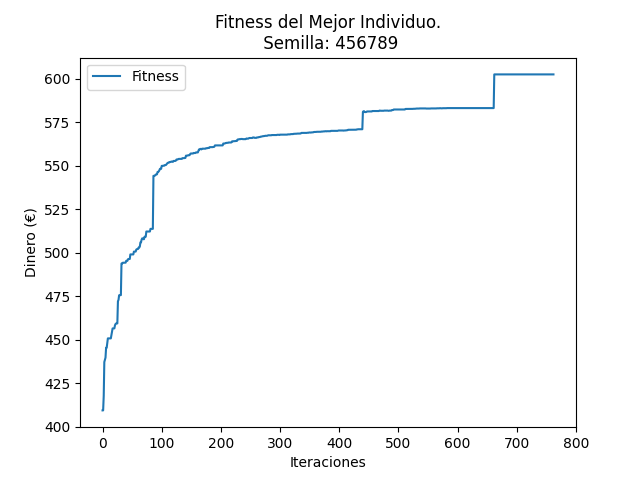 Fitness del Mejor Individuo.
Semilla: 456789
Fitness
600
575
550
525
500
475
450
425
400
Dinero (€)
0 100 200 300 400 500 600 700 800
Iteraciones